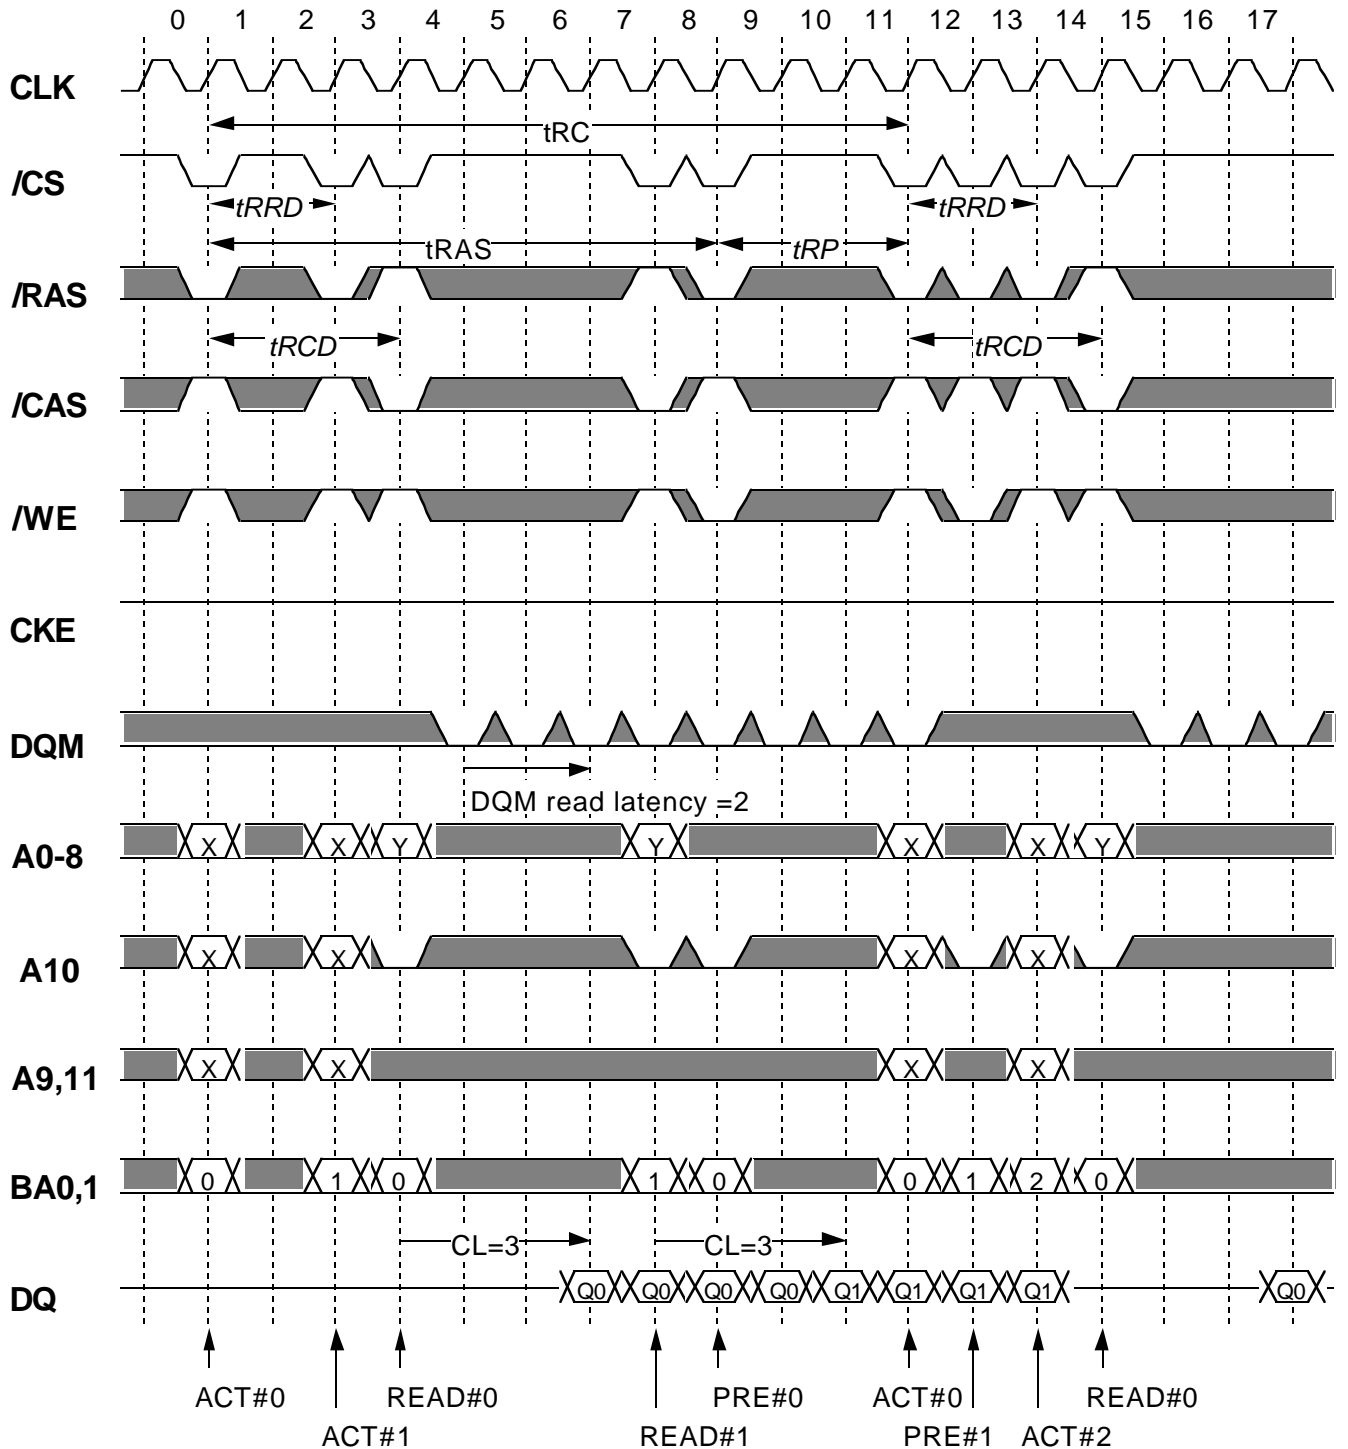 0 1 2 3 4 5 6 7 8 9 10 11 12 13 14 15 16 17
CLK
tRC
/CS
tRRD tRRD
tRAS tRP
/RAS
tRCD tRCD
/CAS
/WE
CKE
DQM
DQM read latency =2
A0-8 X X Y Y X X Y
A10 X X X X
A9,11 X X X X
BA0,1 0 1 0 1 0 0 1 2 0
CL=3 CL=3
DQ Q0 Q0 Q0 Q0 Q1 Q1 Q1 Q1 Q0
ACT#0 READ#0 PRE#0 ACT#0 READ#0
ACT#1 READ#1 PRE#1 ACT#2